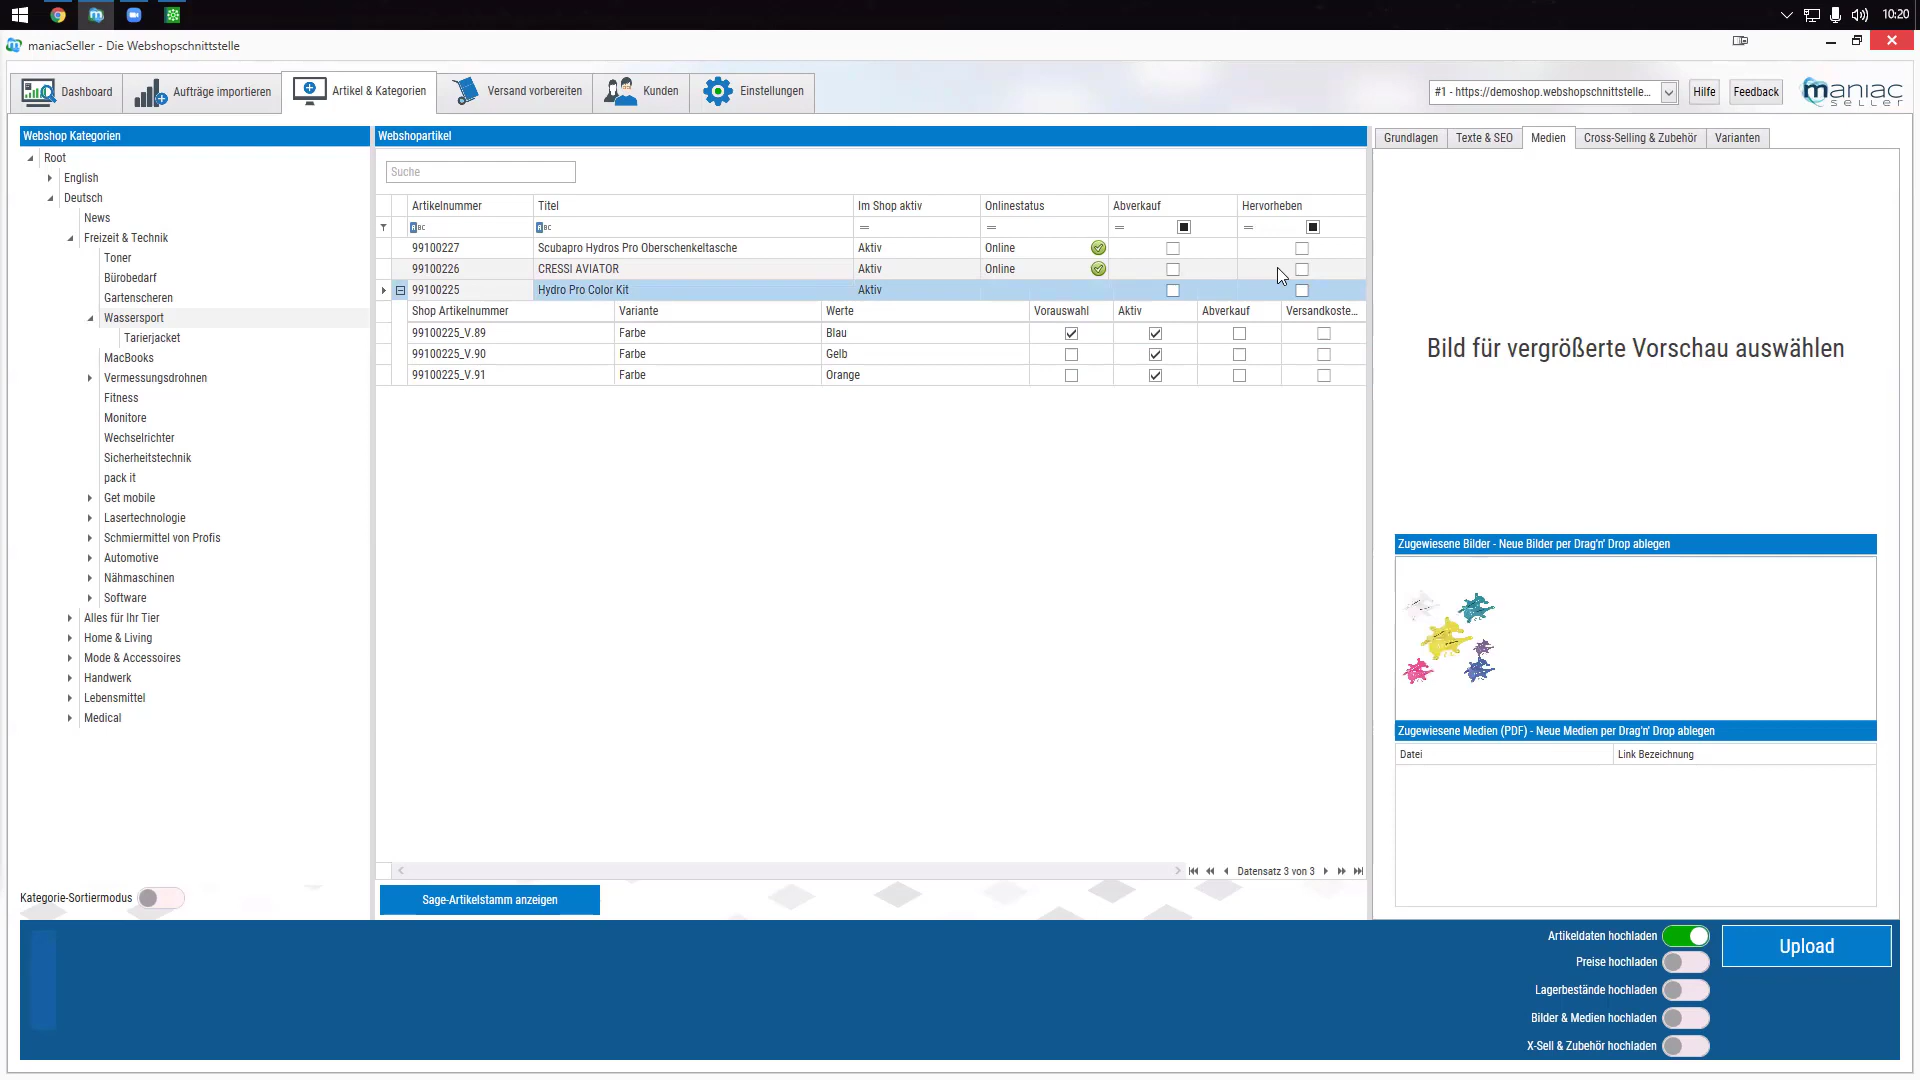 10:20
maniacSeller - Die Webshopschnittstelle
Dashboard
Aufträge importieren
Artikel & Kategorien
Versand vorbereiten
Kunden
Einstellungen
#1 - https://demoshop.webshopschnittstelle...
Hilfe
Feedback
maniac
seller
Webshop Kategorien
Root
English
Deutsch
News
Freizeit & Technik
Toner
Bürobedarf
Gartenscheren
Wassersport
Tarierjacket
MacBooks
Vermessungsdrohnen
Fitness
Monitore
Wechselrichter
Sicherheitstechnik
pack it
Get mobile
Lasertechnologie
Schmiermittel von Profis
Automotive
Nähmaschinen
Software
Alles für Ihr Tier
Home & Living
Mode & Accessoires
Handwerk
Lebensmittel
Medical
Kategorie-Sortiermodus
Webshopartikel
Suche
Artikelnummer Titel Im Shop aktiv Onlinestatus Abverkauf Hervorheben
99100227 Scubapro Hydros Pro Oberschenkeltasche Aktiv Online
99100226 CRESSI AVIATOR Aktiv Online
99100225 Hydro Pro Color Kit Aktiv
Shop Artikelnummer Variante Werte Vorauswahl Aktiv Abverkauf Versandkoste...
99100225_V.89 Farbe Blau
99100225_V.90 Farbe Gelb
99100225_V.91 Farbe Orange
Datensatz 3 von 3
Sage-Artikelstamm anzeigen
Grundlagen
Texte & SEO
Medien
Cross-Selling & Zubehör
Varianten
Bild für vergrößerte Vorschau auswählen
Zugewiesene Bilder - Neue Bilder per Drag'n' Drop ablegen
Zugewiesene Medien (PDF) - Neue Medien per Drag'n' Drop ablegen
Datei Link Bezeichnung
Artikeldaten hochladen
Preise hochladen
Lagerbestände hochladen
Bilder & Medien hochladen
X-Sell & Zubehör hochladen
Upload